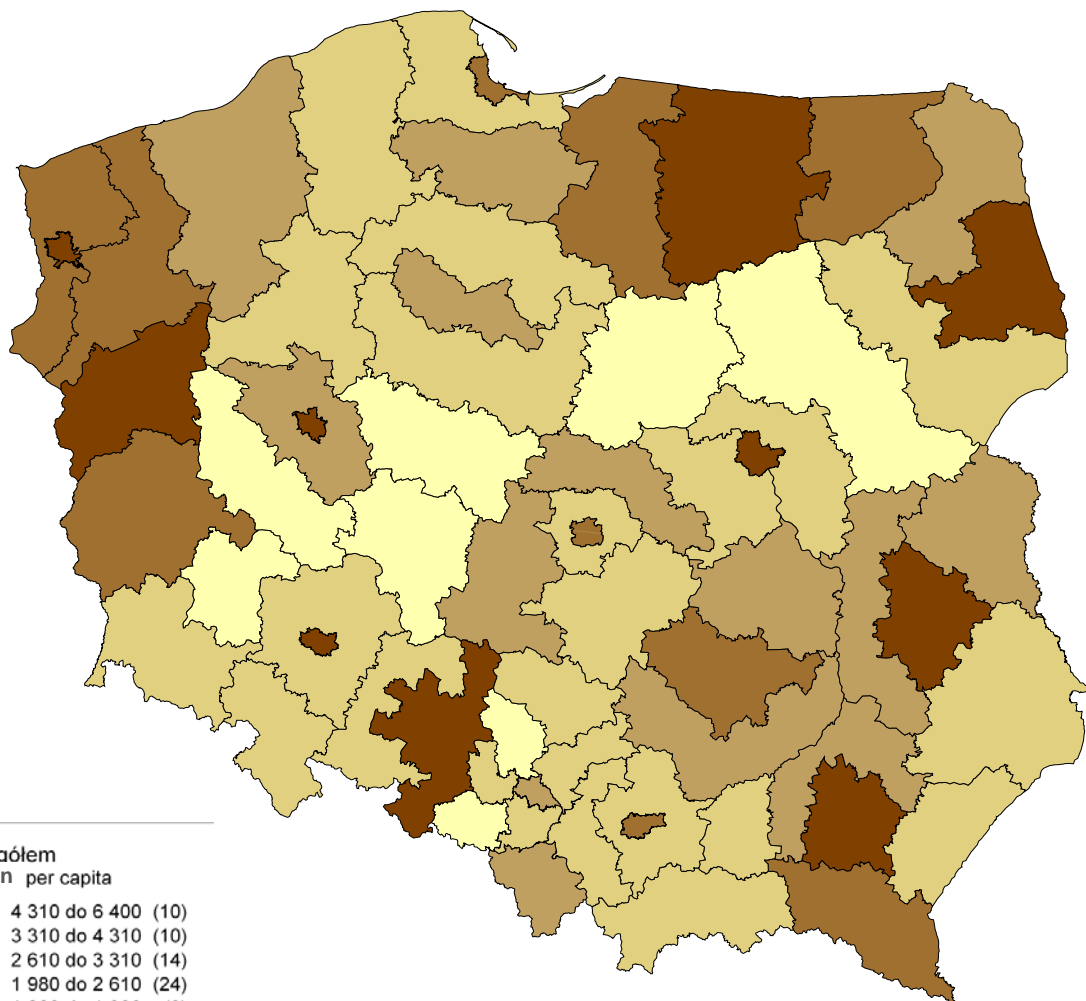 per capita
4 310 do 6 400 (10)
3 310 do 4 310 (10)
2 610 do 3 310 (14)
1 980 do 2 610 (24)